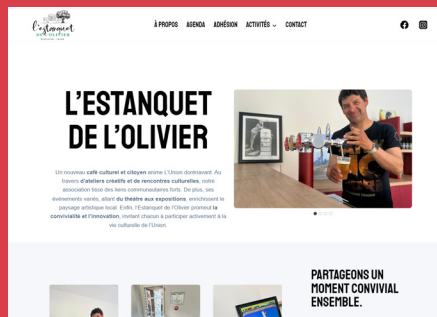 l'estanquet
DE L'OLIVIER
À PROPOS AGENDA ADHÉSION ACTIVITÉS CONTACT
L'ESTANQUET
DE L'OLIVIER
Un nouveau café culturel et citoyen anime L'Union dorénavant. Au
travers d'ateliers créatifs et de rencontres culturelles, notre
association tisse des liens communautaires forts. De plus, ses
événements variés, allant du théâtre aux expositions, enrichissent le
paysage artistique local. Enfin, l'Estanquet de l'Olivier promeut la
convivialité et l'innovation, invitant chacun à participer activement à la
vie culturelle de l'Union.
PARTAGEONS UN
MOMENT CONVIVIAL
ENSEMBLE.